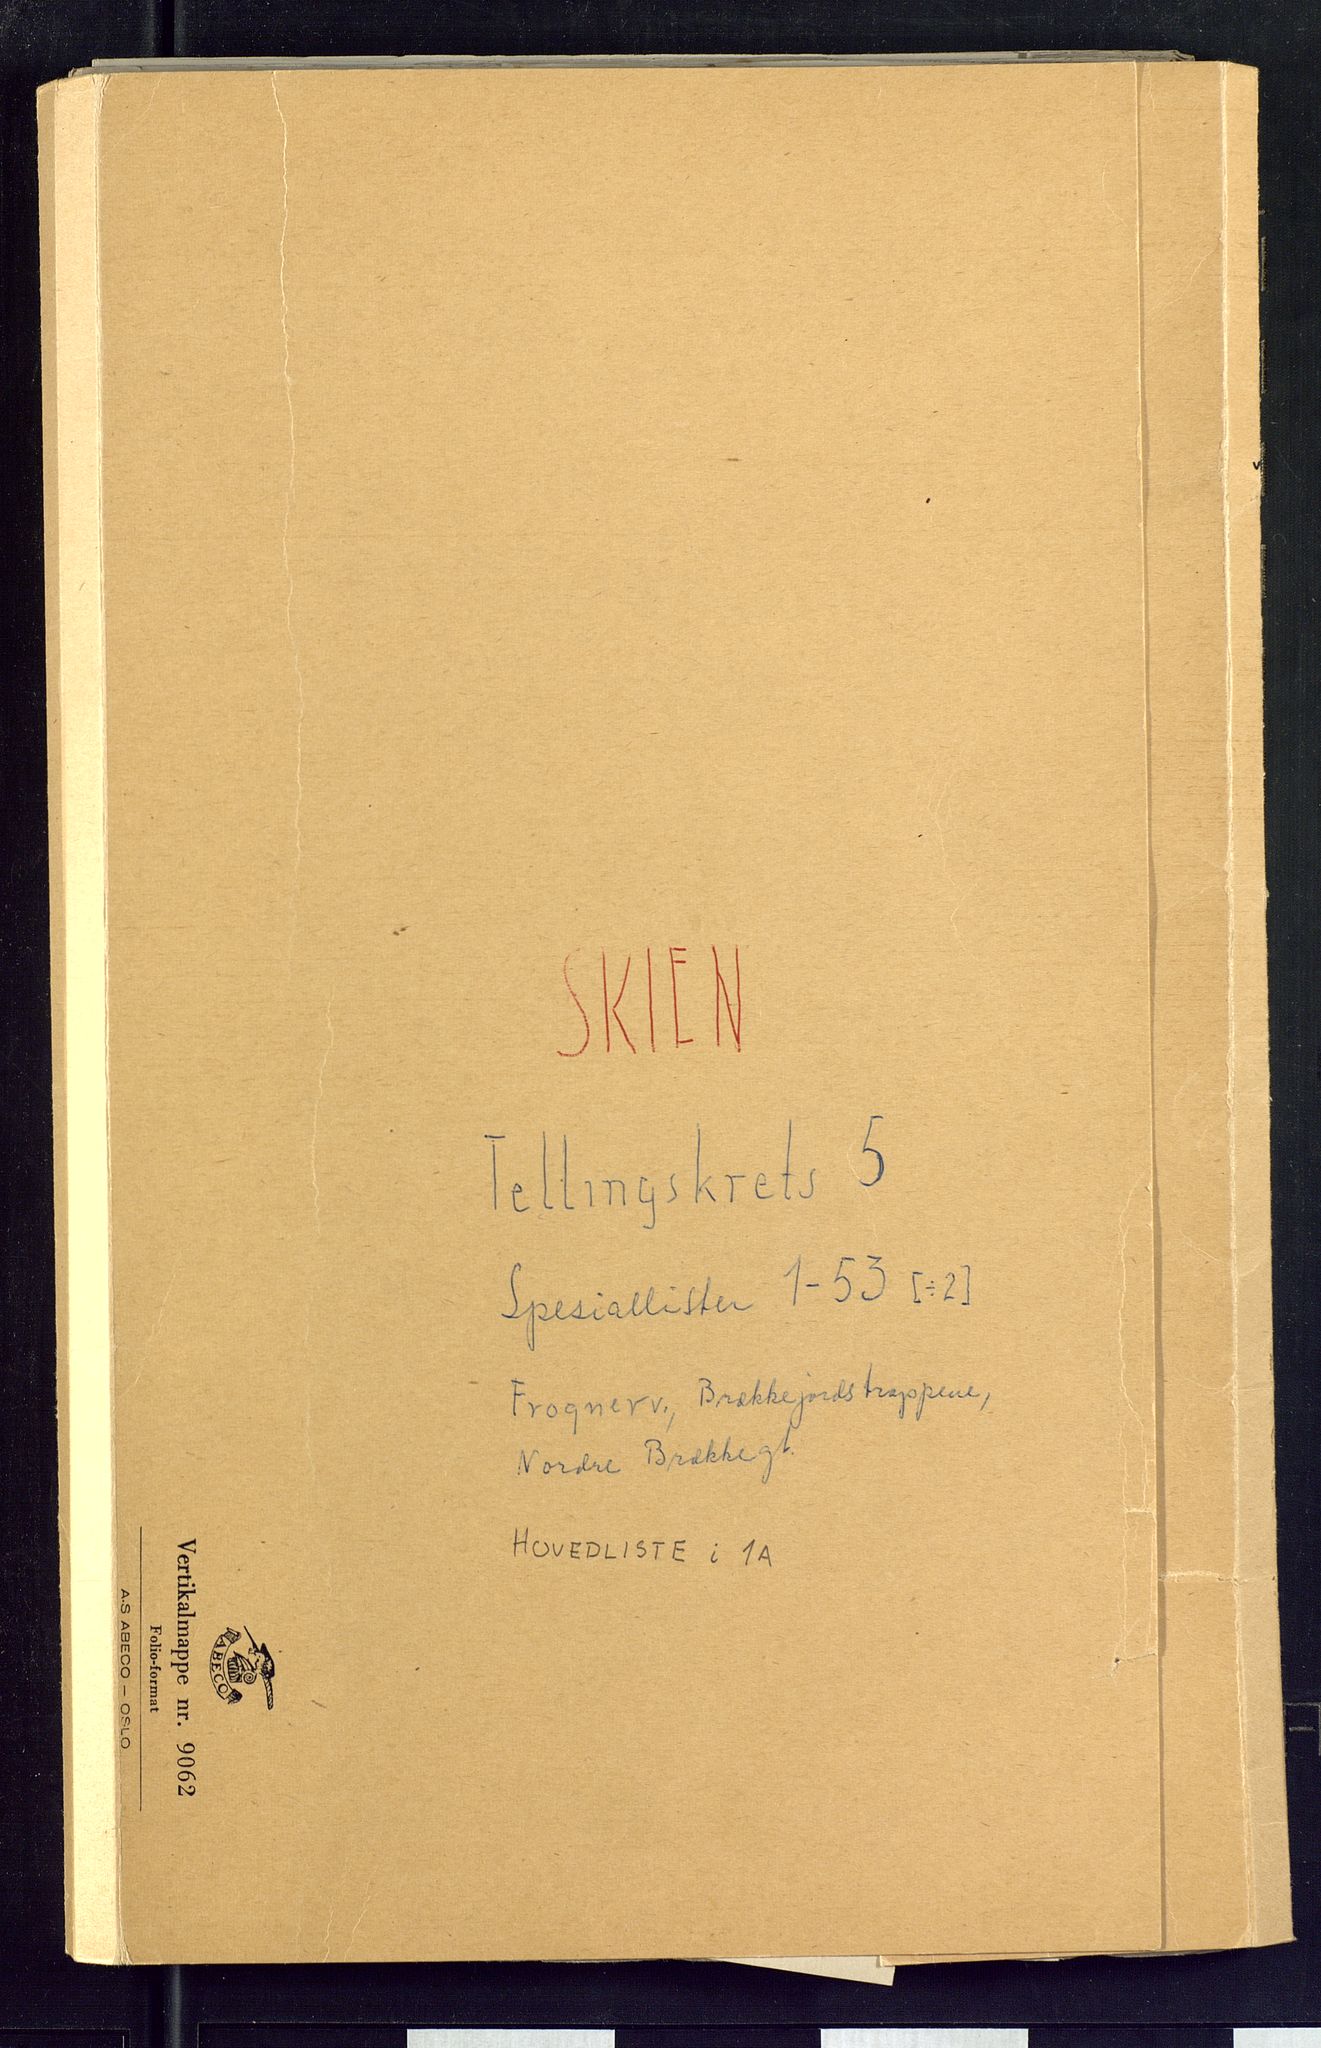 SKIEN
Tellingskrets 5
Spesiallister 1-53 [÷2]
Frognerv., Brekkejordstrappene,
Nordre Brekkegt.
HOVEDLISTE i 1A
ABECO
Vertikalmappe nr. 9062
Folio-format
A.S ABECO – OSLO